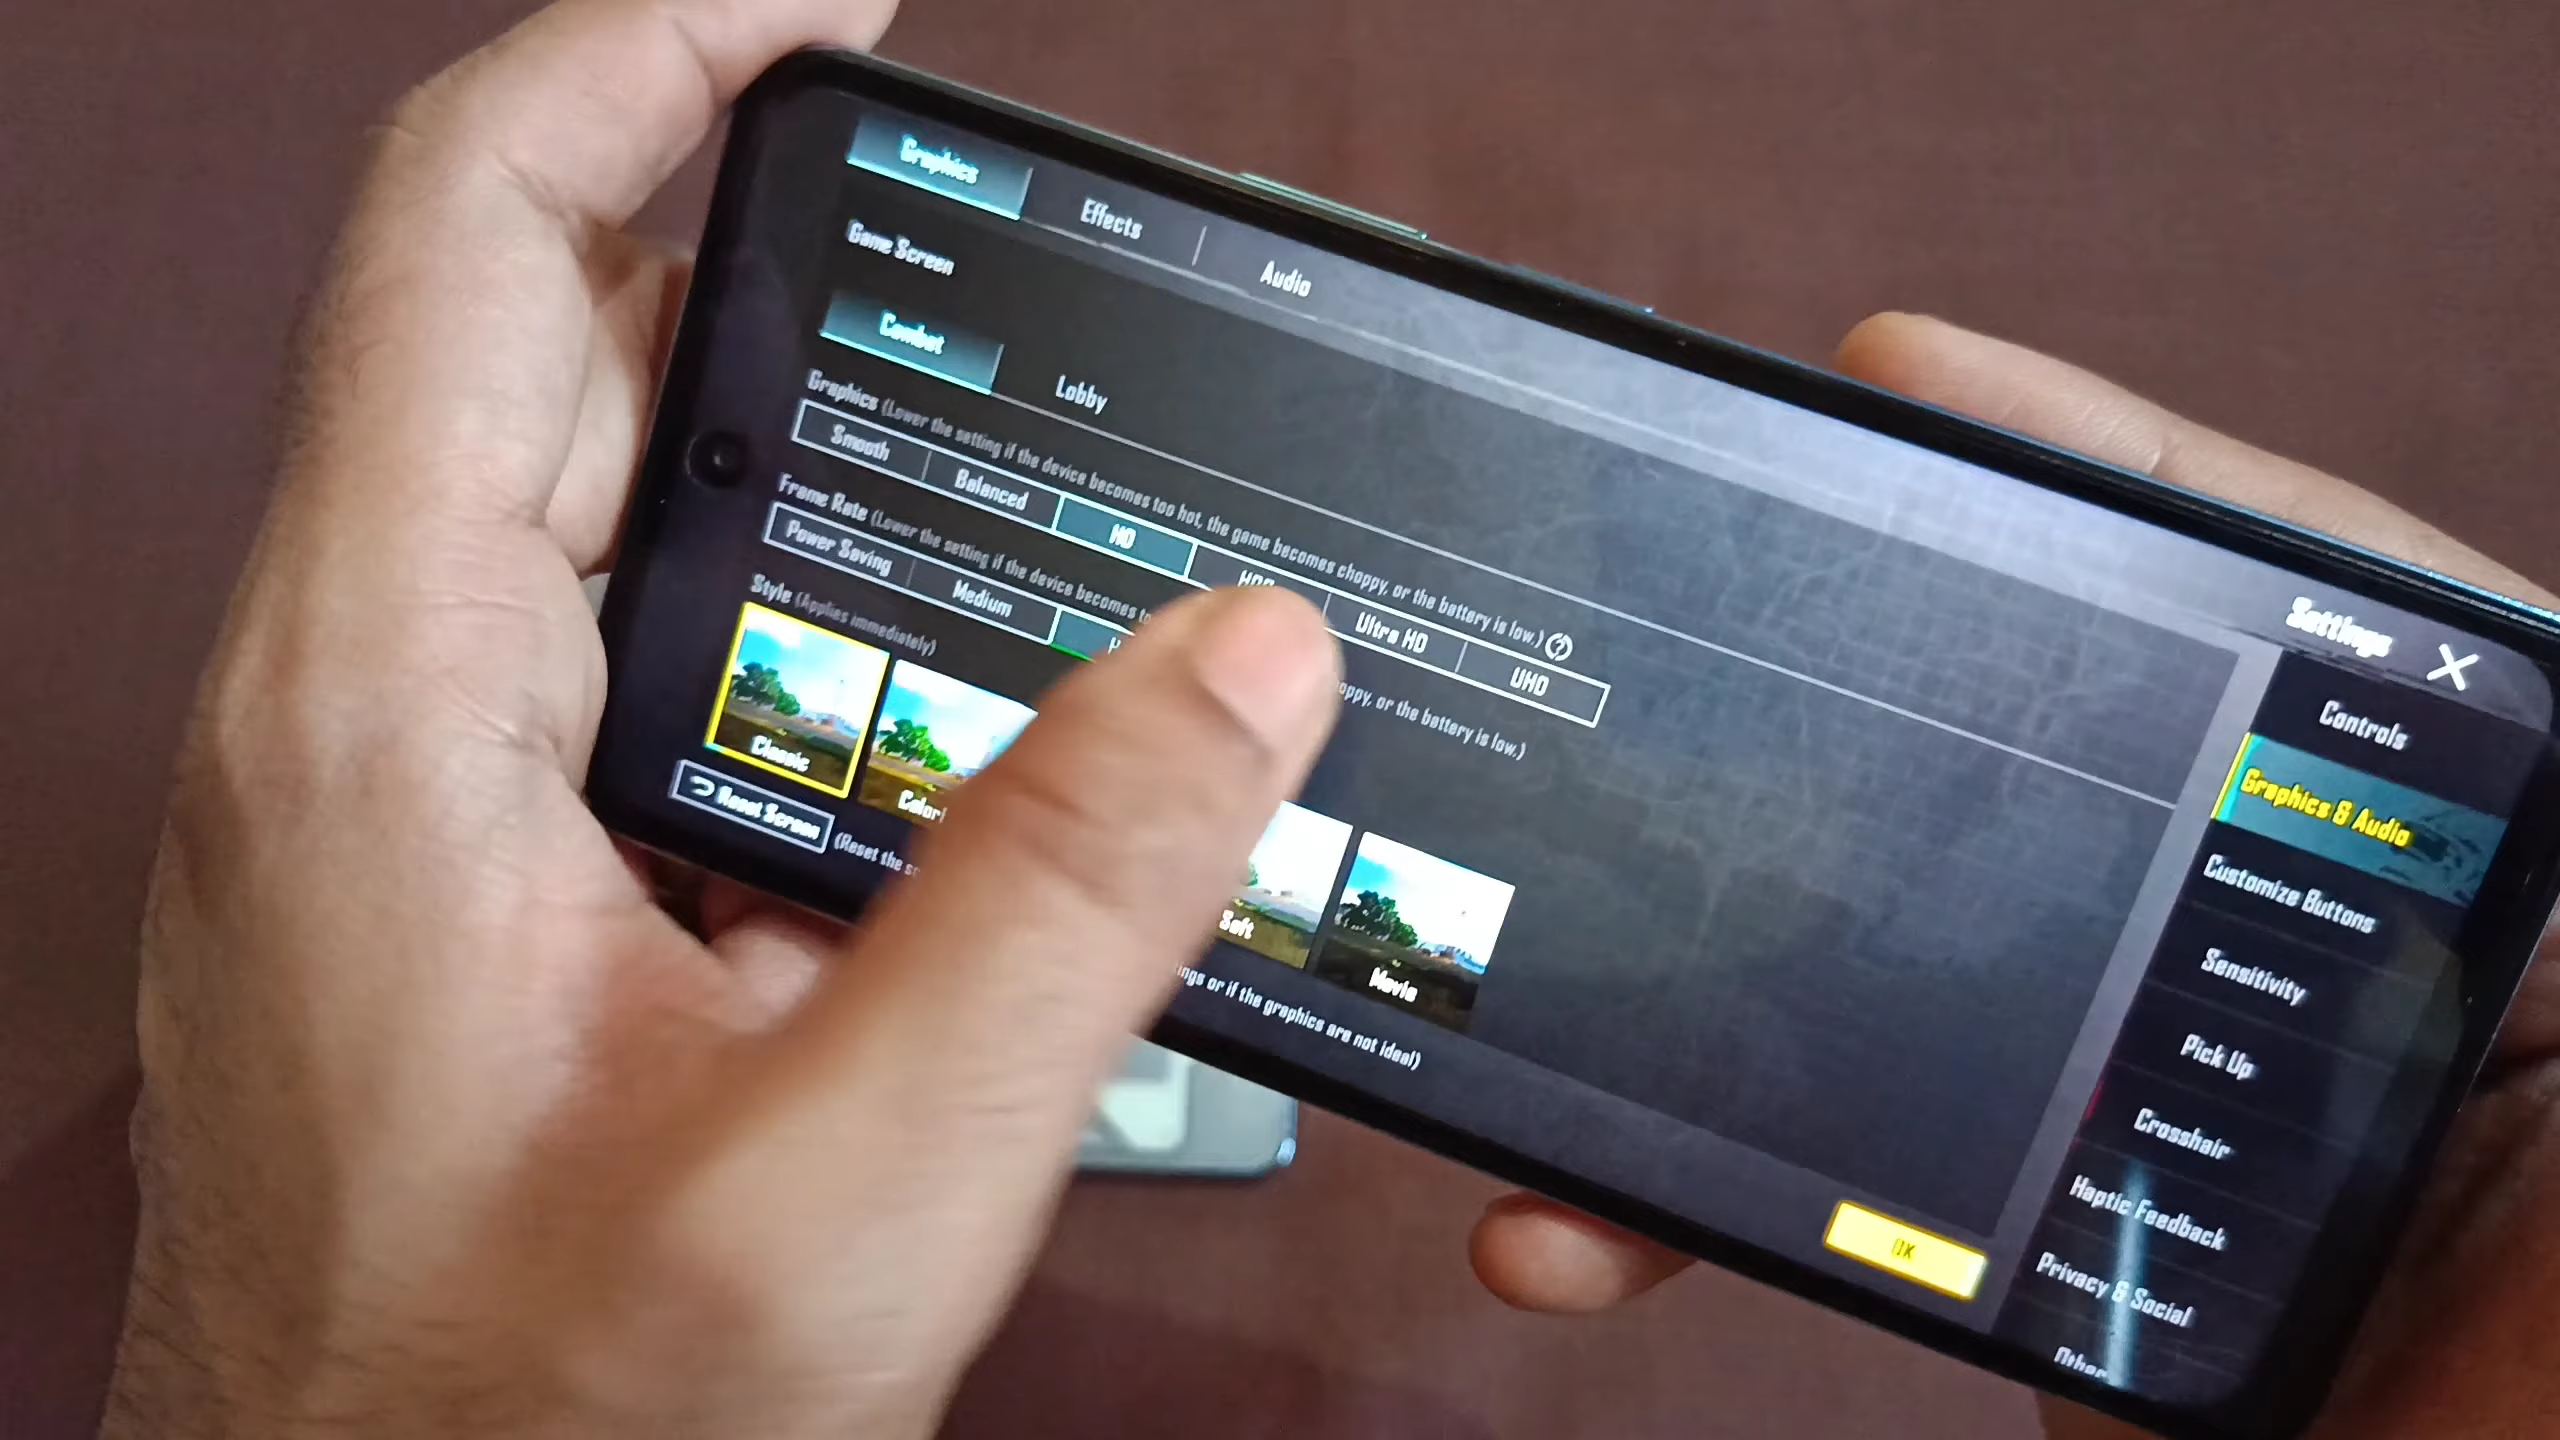 Graphics Effects Audio
Game Screen
Combat Lobby
Graphics (Lower the setting if the device becomes too hot, the game becomes choppy, or the battery is low.)
Smooth Balanced HD Ultra HD UHD
Frame Rate (Lower the setting if the device becomes
oppy, or the battery is low.)
Power Saving Medium
Style (Applies immediately)
Classic Soft Movie
Reset Screen (Reset the
ings or if the graphics are not ideal)
OK
Settings
Controls
Graphics & Audio
Customize Buttons
Sensitivity
Pick Up
Crosshair
Haptic Feedback
Privacy & Social
Other